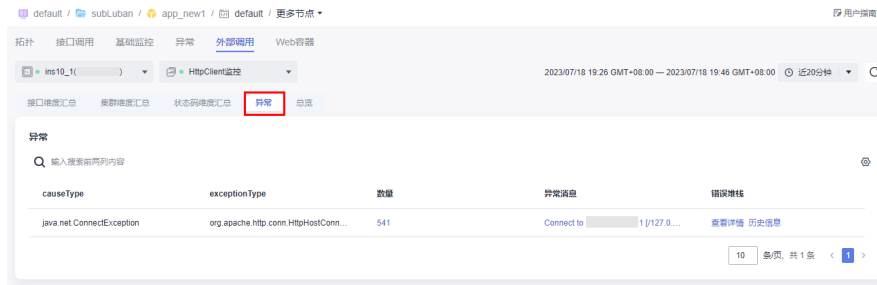 default / subLuban / app_new1 / default / 更多节点
用户指南
拓扑 接口调用 基础监控 异常 外部调用 Web容器
ins10_1( ) HttpClient监控 2023/07/18 19:26 GMT+08:00 — 2023/07/18 19:46 GMT+08:00 近20分钟
接口维度汇总 集群维度汇总 状态码维度汇总 异常 总览
异常
输入搜索前两列内容
causeType exceptionType 数量 异常消息 错误堆栈
java.net.ConnectException org.apache.http.conn.HttpHostConn... 541 Connect to 1 [/127.0.... 查看详情 历史信息
10 条/页, 共 1 条 < 1 >